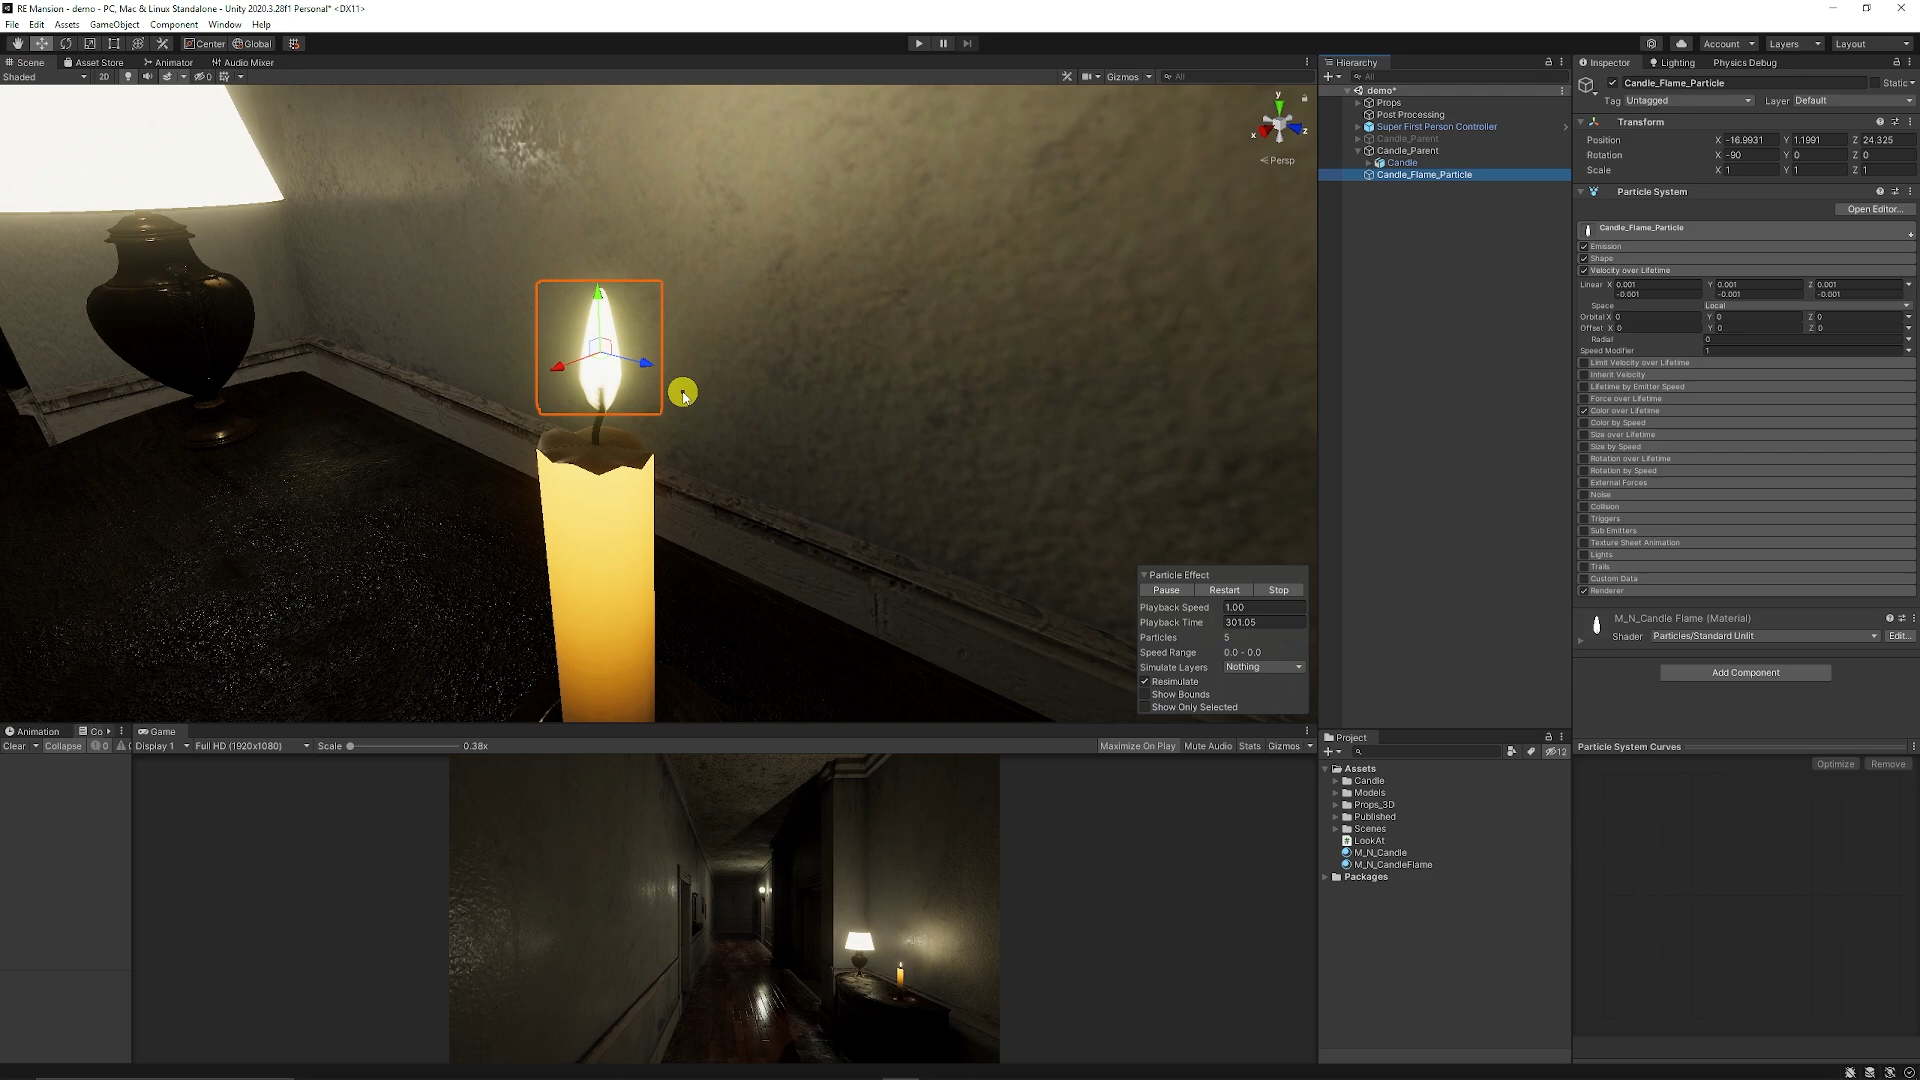 RE Mansion - demo - PC, Mac & Linux Standalone - Unity 2020.3.28f1 Personal* <DX11>
File Edit Assets GameObject Component Window Help
Center Global
Account Layers Layout
Scene Asset Store Animator Audio Mixer
Shaded 2D 0 Gizmos All
y
x z
Persp
Particle Effect
Pause Restart Stop
Playback Speed 1.00
Playback Time 301.05
Particles 5
Speed Range 0.0 - 0.0
Simulate Layers Nothing
Resimulate
Show Bounds
Show Only Selected
Animation Co Game
Clear Collapse 0 Display 1 Full HD (1920x1080) Scale 0.38x Maximize On Play Mute Audio Stats Gizmos
Hierarchy
All
demo*
Props
Post Processing
Super First Person Controller
Candle_Parent
Candle_Parent
Candle
Candle_Flame_Particle
Project
12
Assets
Candle
Models
Props_3D
Published
Scenes
LookAt
M_N_Candle
M_N_CandleFlame
Packages
Inspector Lighting Physics Debug
Candle_Flame_Particle Static
Tag Untagged Layer Default
Transform
Position X -16.9931 Y 1.1991 Z 24.325
Rotation X -90 Y 0 Z 0
Scale X 1 Y 1 Z 1
Particle System
Open Editor...
Candle_Flame_Particle
Emission
Shape
Velocity over Lifetime
Linear X 0.001 Y 0.001 Z 0.001
-0.001 -0.001 -0.001
Space Local
Orbital X 0 Y 0 Z 0
Offset X 0 Y 0 Z 0
Radial 0
Speed Modifier 1
Limit Velocity over Lifetime
Inherit Velocity
Lifetime by Emitter Speed
Force over Lifetime
Color over Lifetime
Color by Speed
Size over Lifetime
Size by Speed
Rotation over Lifetime
Rotation by Speed
External Forces
Noise
Collision
Triggers
Sub Emitters
Texture Sheet Animation
Lights
Trails
Custom Data
Renderer
M_N_Candle Flame (Material)
Shader Particles/Standard Unlit Edit...
Add Component
Particle System Curves
Optimize Remove